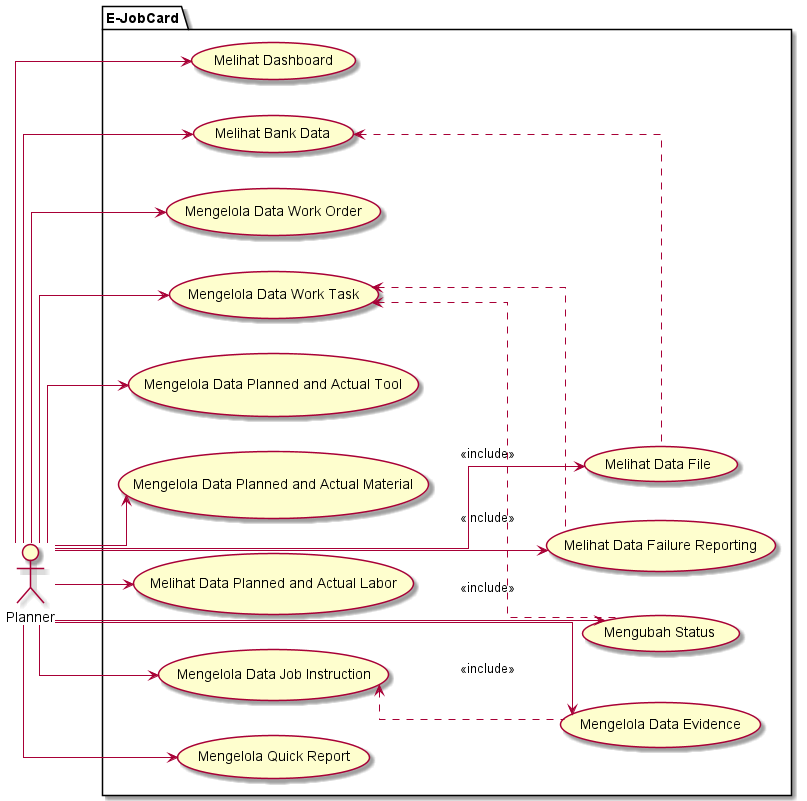 E-JobCard
Melihat Dashboard
Melihat Bank Data
Mengelola Data Work Order
Mengelola Data Work Task
Mengelola Data Planned and Actual Tool
«include»
Melihat Data File
Mengelola Data Planned and Actual Material
«include»
Melihat Data Failure Reporting
Melihat Data Planned and Actual Labor
«include»
Planner
Mengubah Status
«include»
Mengelola Data Job Instruction
Mengelola Data Evidence
Mengelola Quick Report